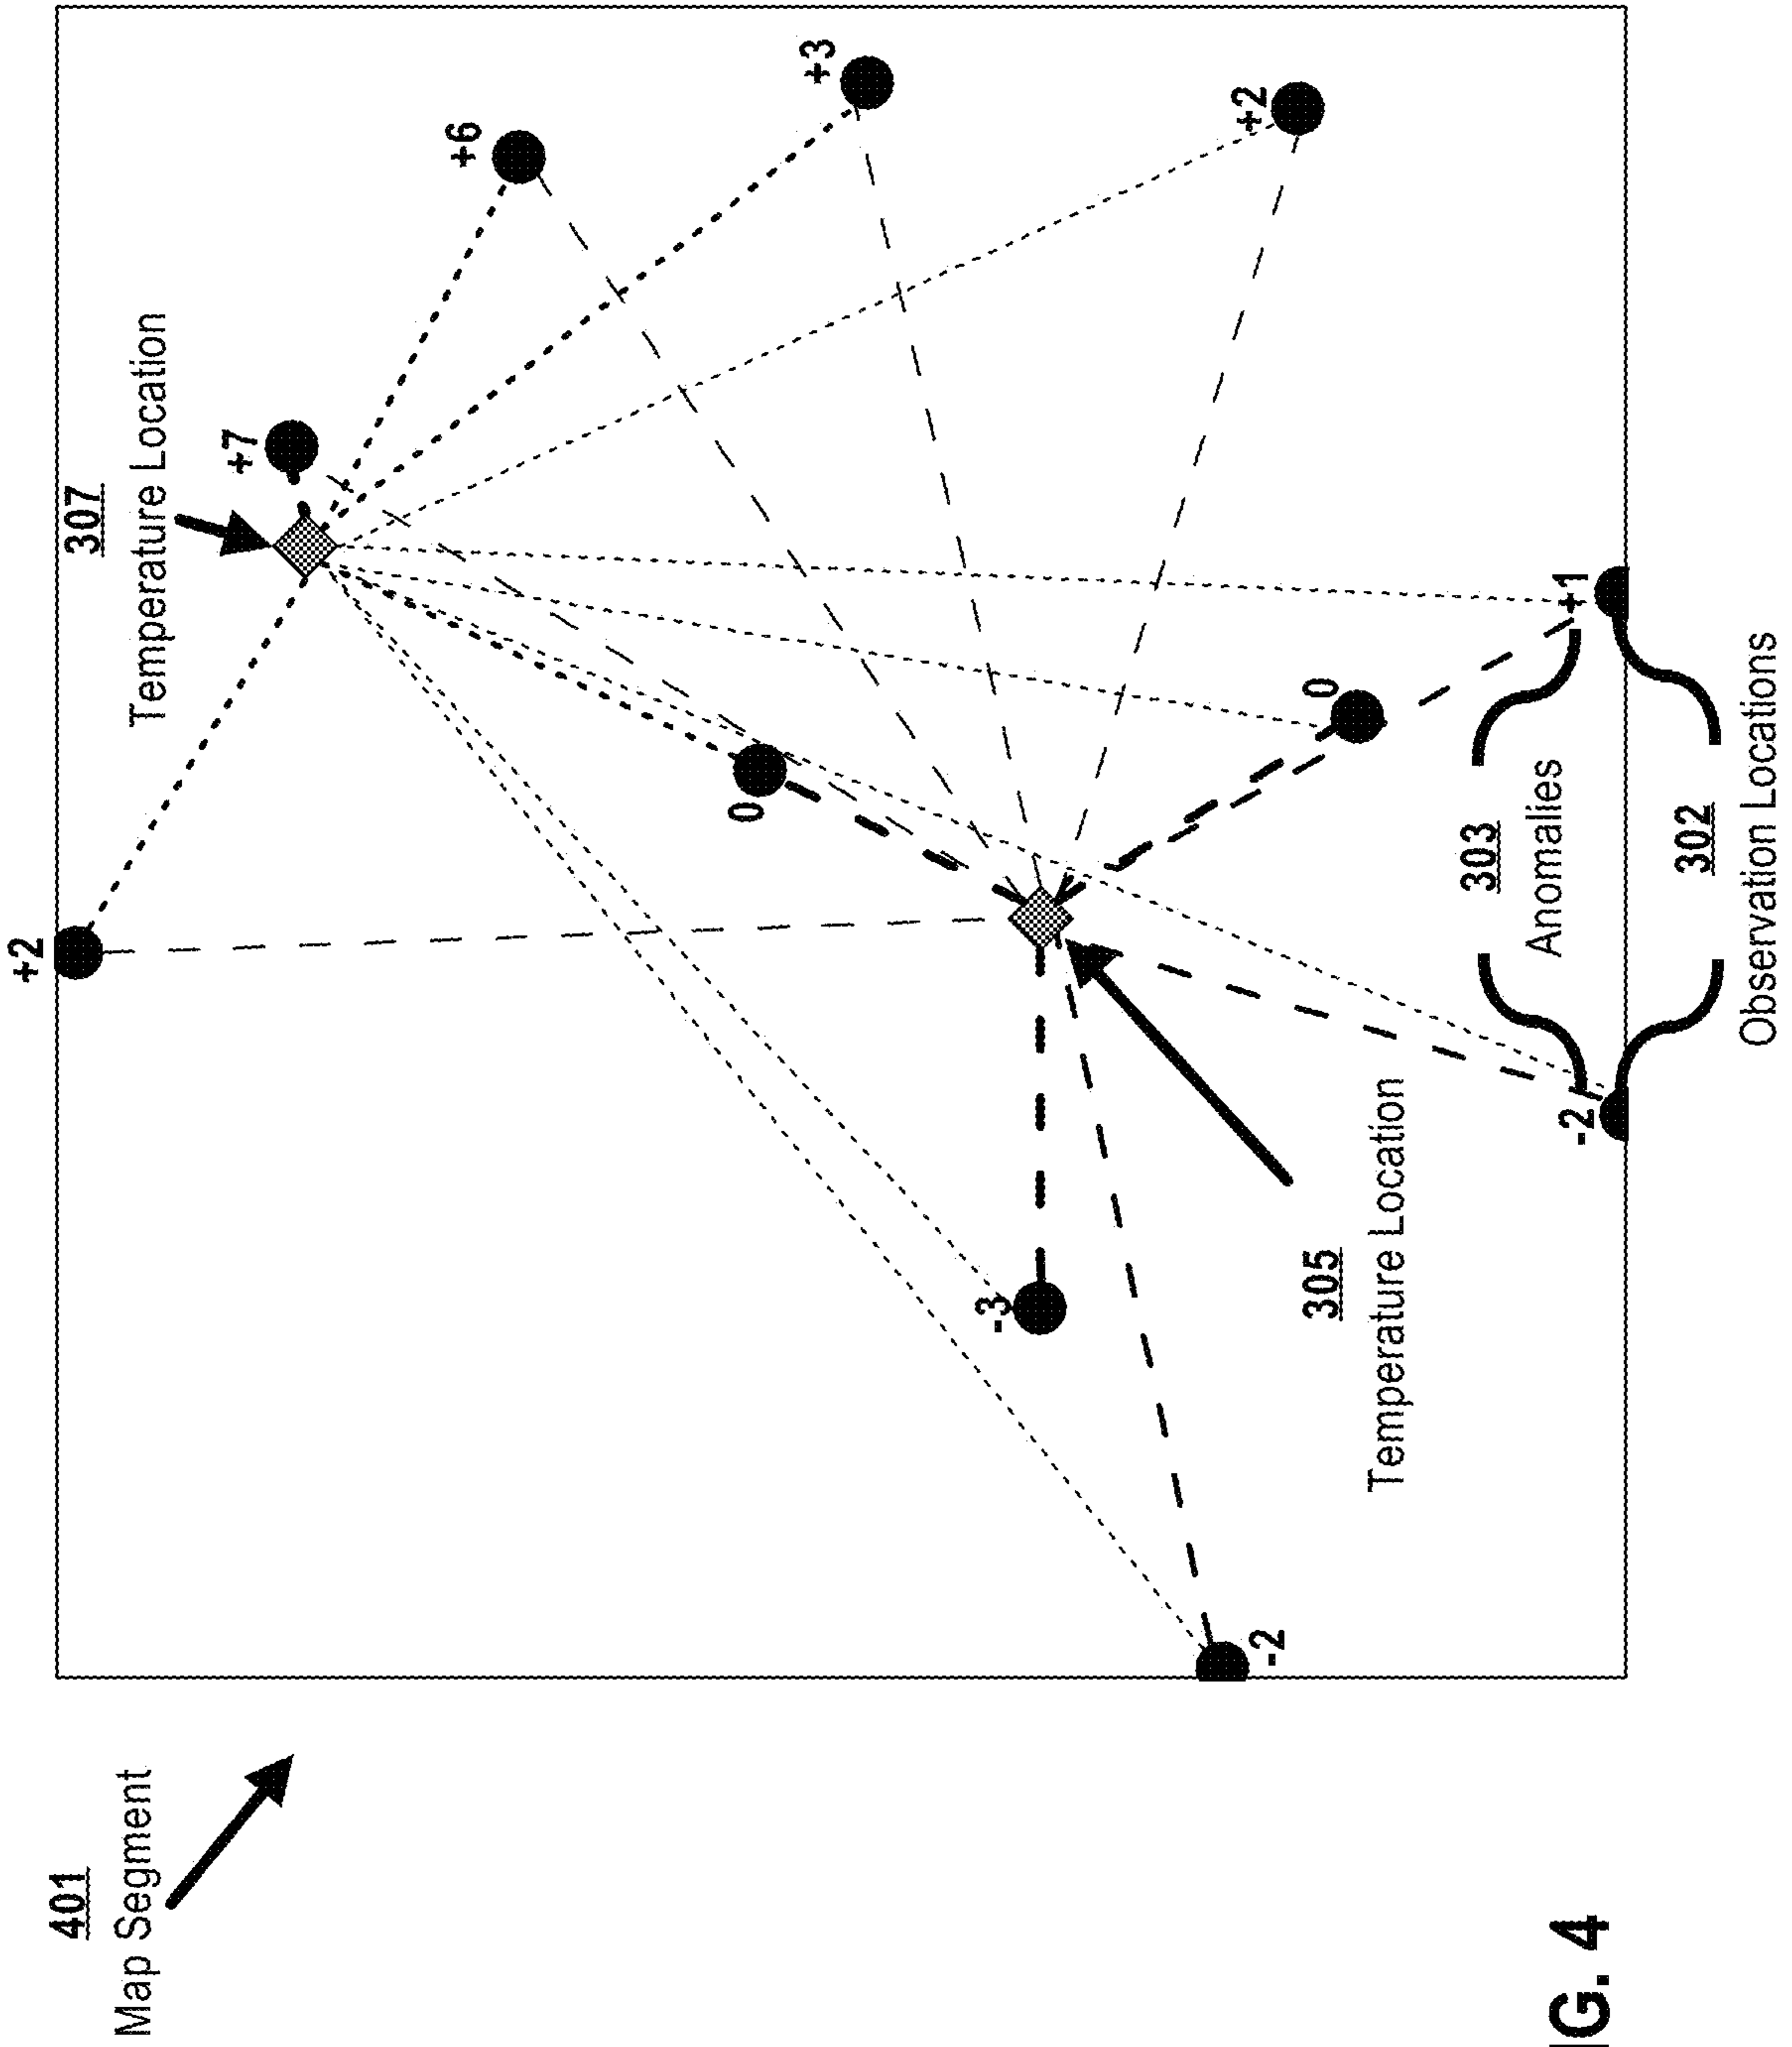 401
Map Segment
307
Temperature Location
+2
+7
+6
+3
0
+2
-3
0
-2
+1
-2
305
Temperature Location
303
Anomalies
302
Observation Locations
IG. 4